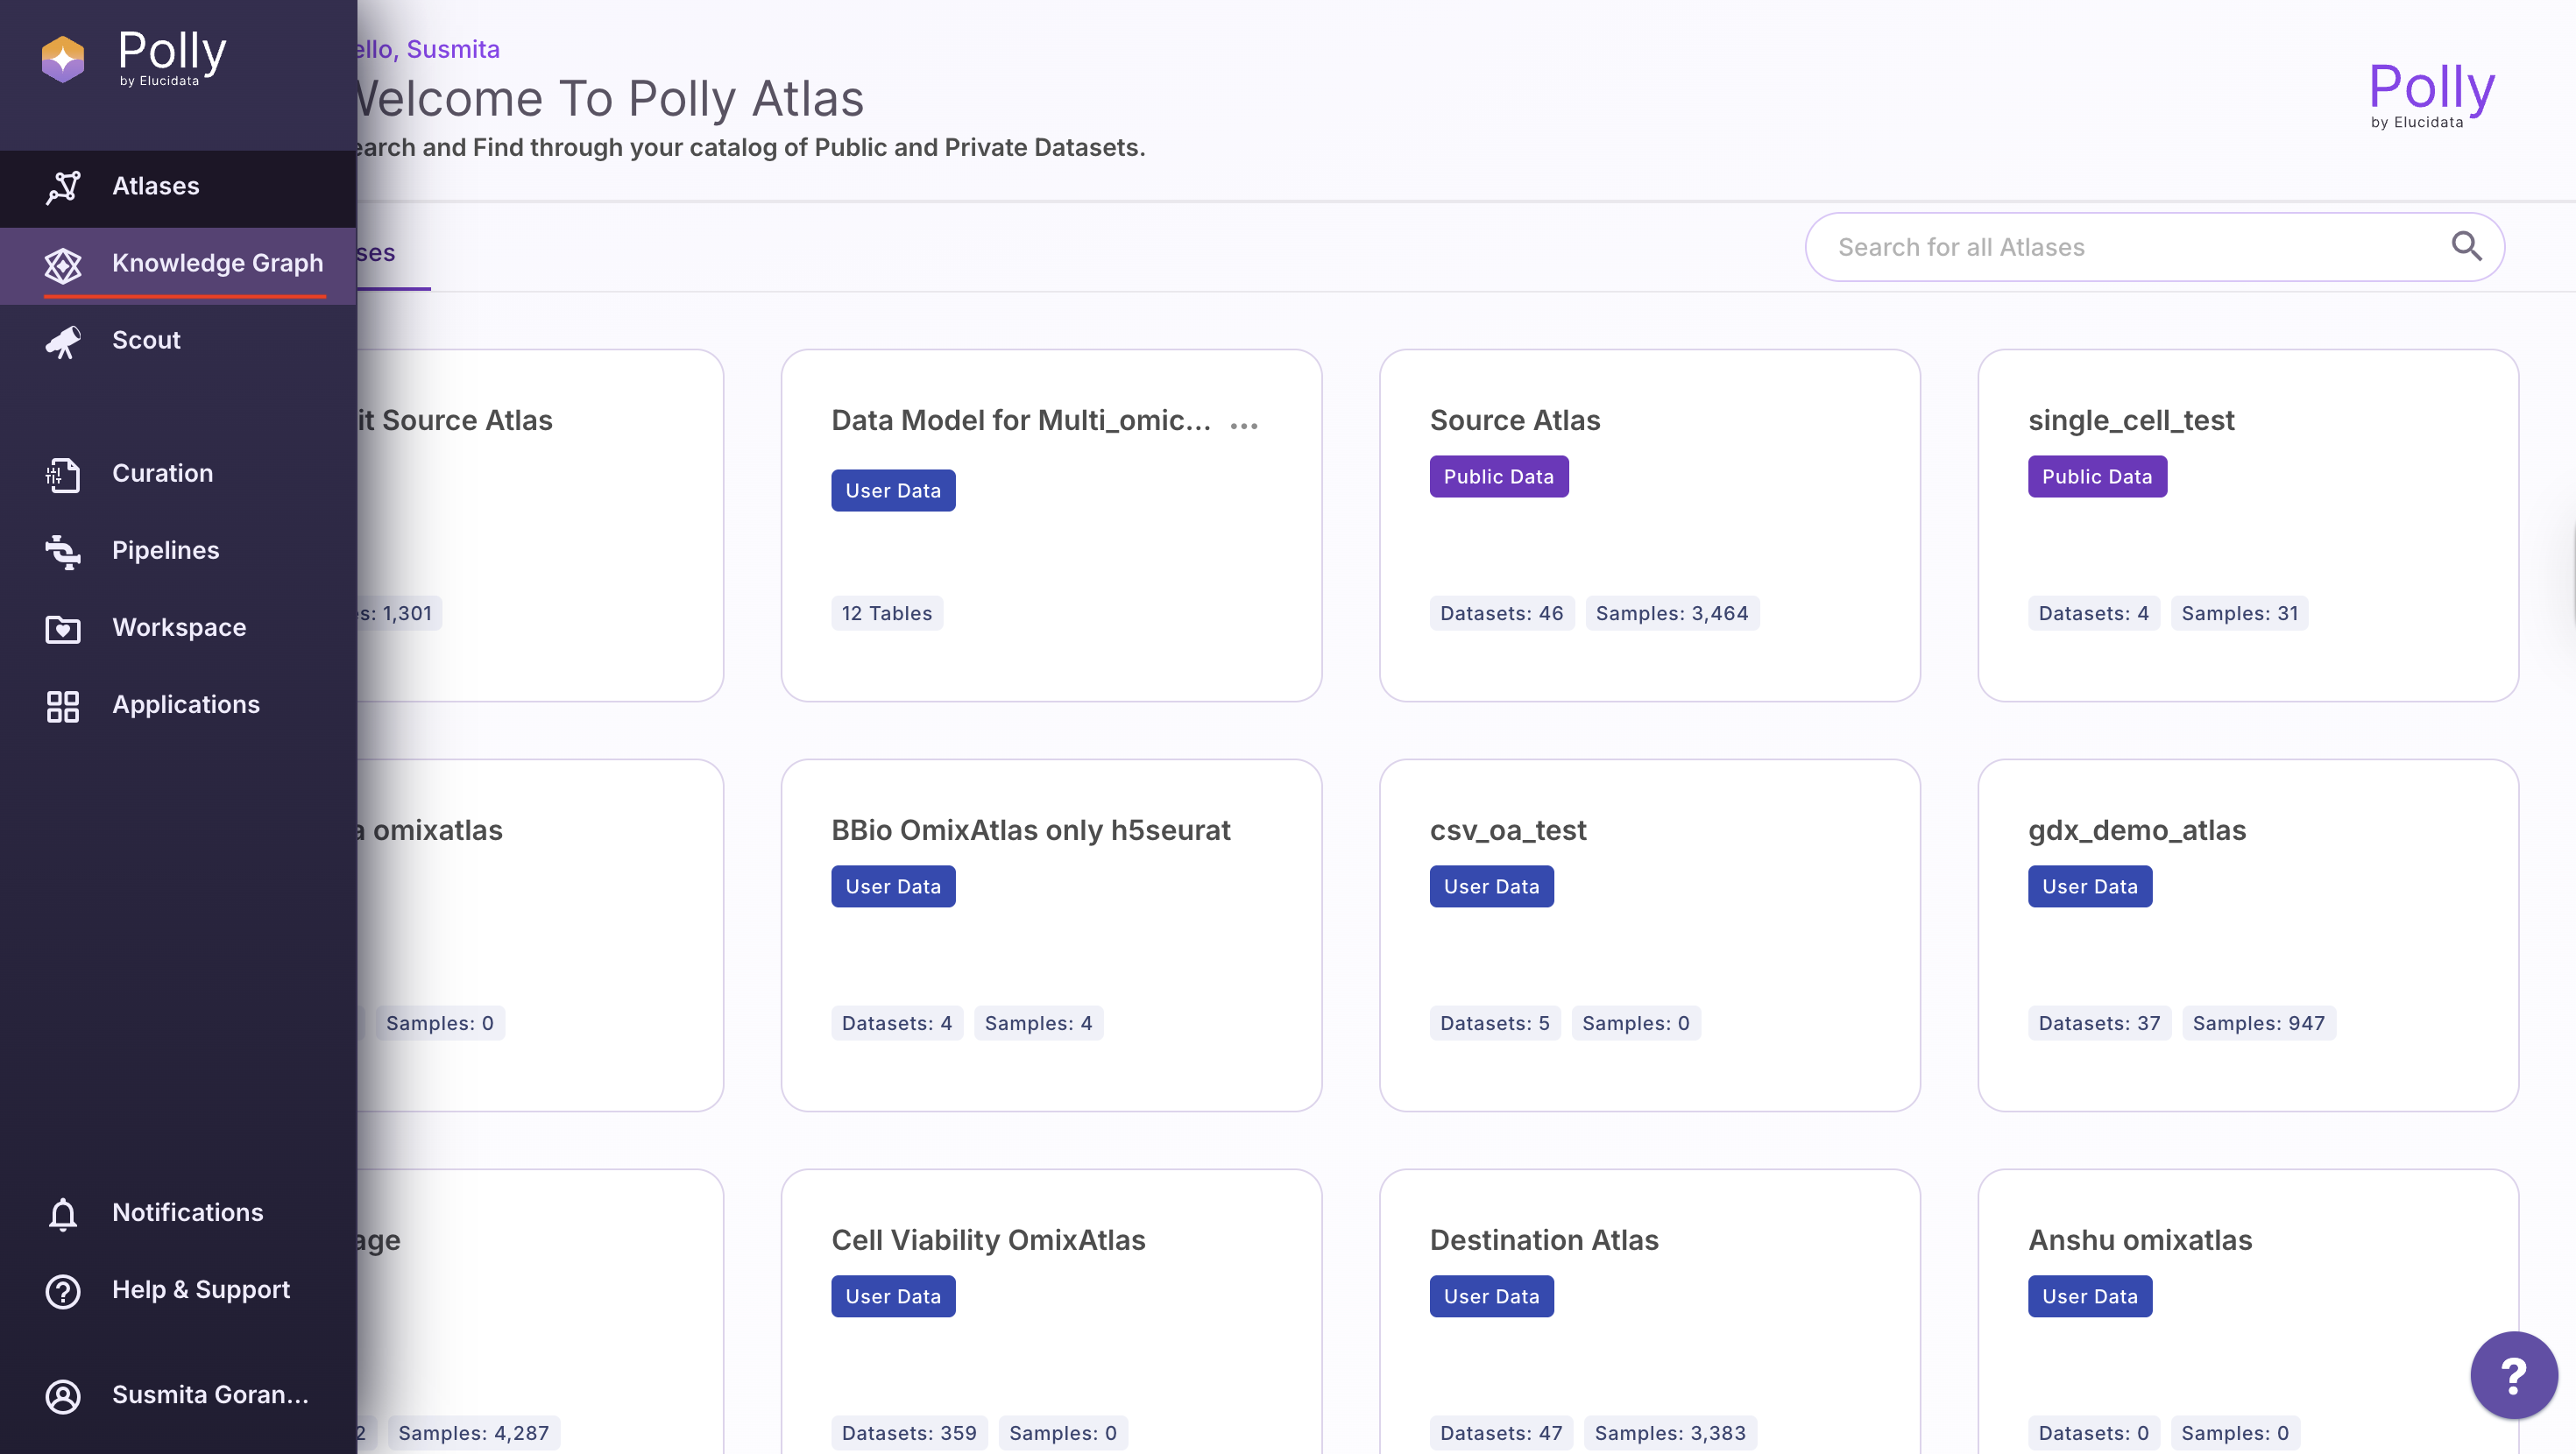 Polly
by Elucidata
Atlases
Knowledge Graph
Scout
Curation
Pipelines
Workspace
Applications
Notifications
Help & Support
Susmita Goran...
ello, Susmita
Welcome To Polly Atlas
earch and Find through your catalog of Public and Private Datasets.
Polly
by Elucidata
ses
Search for all Atlases
it Source Atlas
s: 1,301
Data Model for Multi_omic... ...
User Data
12 Tables
Source Atlas
Public Data
Datasets: 46 Samples: 3,464
single_cell_test
Public Data
Datasets: 4 Samples: 31
a omixatlas
Samples: 0
BBio OmixAtlas only h5seurat
User Data
Datasets: 4 Samples: 4
csv_oa_test
User Data
Datasets: 5 Samples: 0
gdx_demo_atlas
User Data
Datasets: 37 Samples: 947
age
2 Samples: 4,287
Cell Viability OmixAtlas
User Data
Datasets: 359 Samples: 0
Destination Atlas
User Data
Datasets: 47 Samples: 3,383
Anshu omixatlas
User Data
Datasets: 0 Samples: 0
?